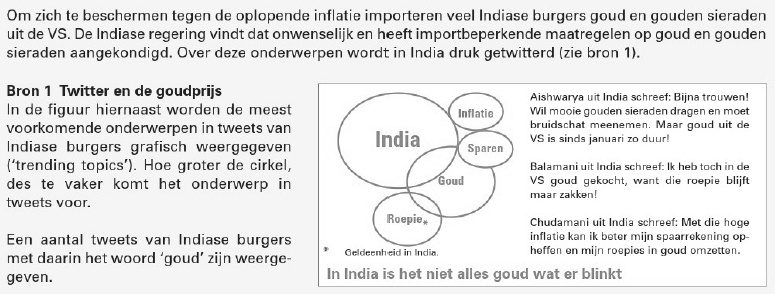 Om zich te beschermen tegen de oplopende inflatie importeren veel Indiase burgers goud en gouden sieraden
uit de VS. De Indiase regering vindt dat onwenselijk en heeft importbeperkende maatregelen op goud en gouden
sieraden aangekondigd. Over deze onderwerpen wordt in India druk getwitterd (zie bron 1).
Bron 1 Twitter en de goudprijs
In de figuur hiernaast worden de meest
voorkomende onderwerpen in tweets van
Indiase burgers grafisch weergegeven
('trending topics'). Hoe groter de cirkel,
des te vaker komt het onderwerp in
tweets voor.
Een aantal tweets van Indiase burgers
met daarin het woord 'goud' zijn weerge-
geven.
India
Inflatie
Sparen
Goud
Roepie*
* Geldeenheid in India.
Aishwarya uit India schreef: Bijna trouwen!
Wil mooie gouden sieraden dragen en moet
bruidschat meenemen. Maar goud uit de
VS is sinds januari zo duur!
Balamani uit India schreef: Ik heb toch in de
VS goud gekocht, want die roepie blijft
maar zakken!
Chudamani uit India schreef: Met die hoge
inflatie kan ik beter mijn spaarrekening op-
heffen en mijn roepies in goud omzetten.
In India is het niet alles goud wat er blinkt